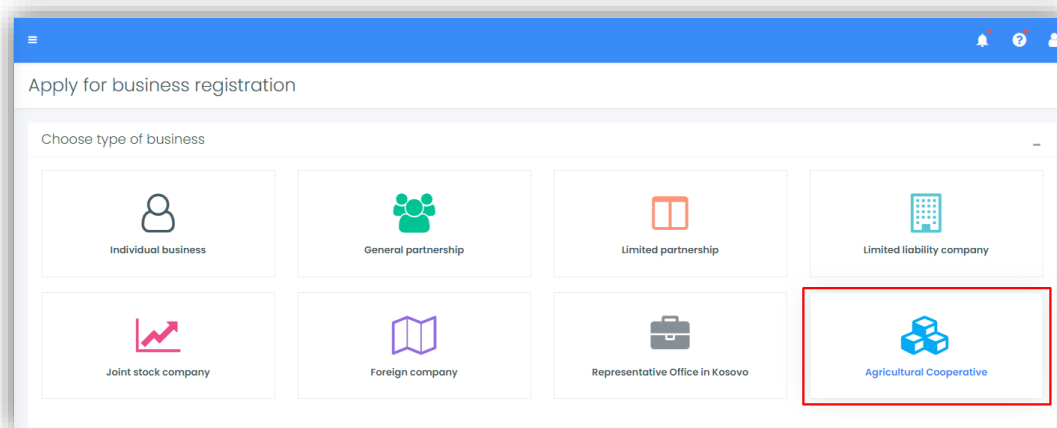 Apply for business registration
Choose type of business
Individual business
General partnership
Limited partnership
Limited liability company
Joint stock company
Foreign company
Representative Office in Kosovo
Agricultural Cooperative